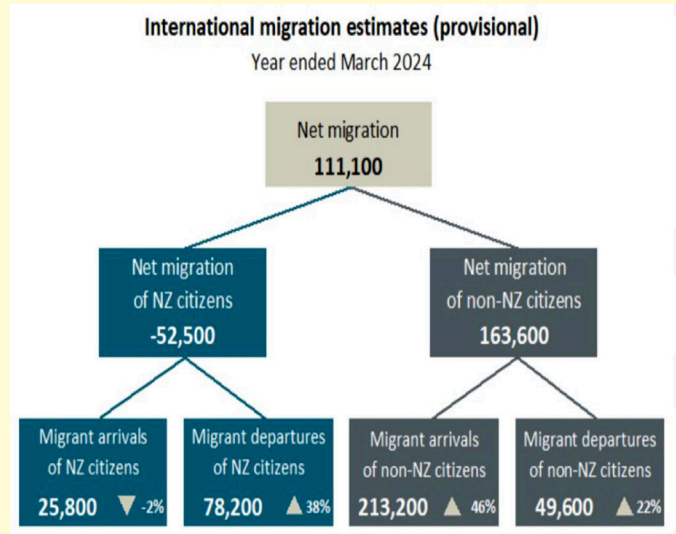 International migration estimates (provisional)
Year ended March 2024
Net migration
111,100
Net migration
of NZ citizens
-52,500
Net migration
of non-NZ citizens
163,600
Migrant arrivals
of NZ citizens
25,800 ▼ -2%
Migrant departures
of NZ citizens
78,200 ▲ 38%
Migrant arrivals
of non-NZ citizens
213,200 ▲ 46%
Migrant departures
of non-NZ citizens
49,600 ▲ 22%